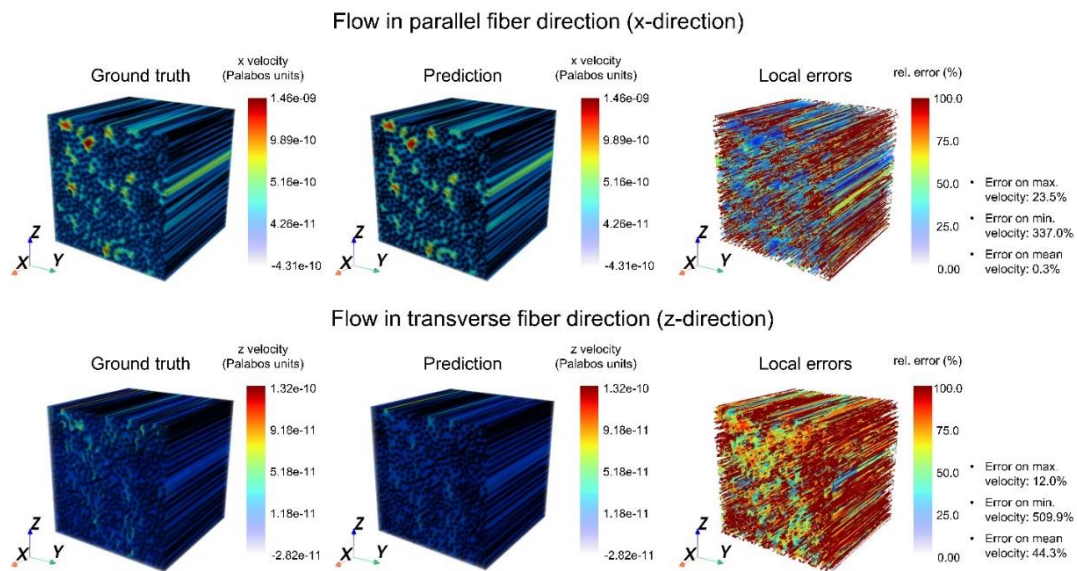 Flow in parallel fiber direction (x-direction)
Ground truth
x velocity
(Palabos units)
1.46e-09
9.89e-10
5.16e-10
4.26e-11
-4.31e-10
Z
X
Y
Prediction
x velocity
(Palabos units)
1.46e-09
9.89e-10
5.16e-10
4.26e-11
-4.31e-10
Z
X
Y
Local errors
rel. error (%)
100.0
75.0
50.0
25.0
0.00
Z
X
Y
• Error on max.
velocity: 23.5%
• Error on min.
velocity: 337.0%
• Error on mean
velocity: 0.3%
Flow in transverse fiber direction (z-direction)
Ground truth
z velocity
(Palabos units)
1.32e-10
9.18e-11
5.18e-11
1.18e-11
-2.82e-11
Z
X
Y
Prediction
z velocity
(Palabos units)
1.32e-10
9.18e-11
5.18e-11
1.18e-11
-2.82e-11
Z
X
Y
Local errors
rel. error (%)
100.0
75.0
50.0
25.0
0.00
Z
X
Y
• Error on max.
velocity: 12.0%
• Error on min.
velocity: 509.9%
• Error on mean
velocity: 44.3%